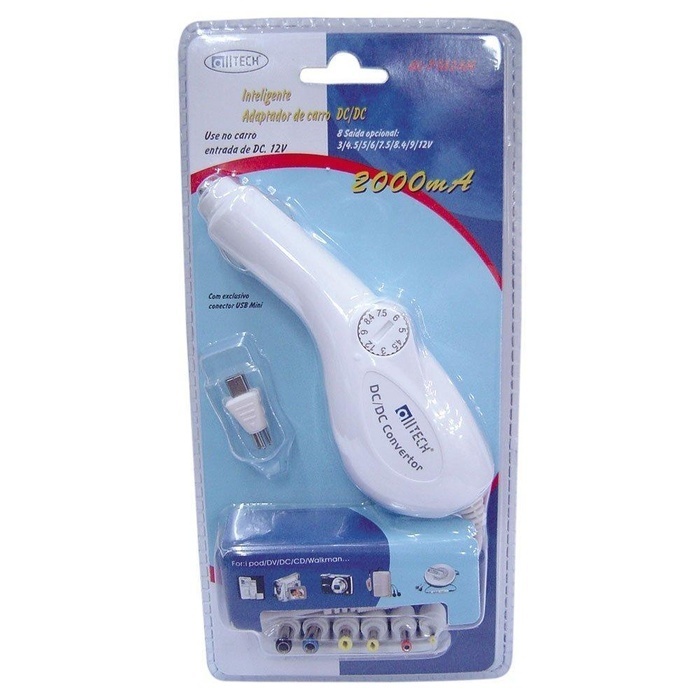 allTECH
Inteligente
Adaptador de carro DC/DC
Use no carro
entrada de DC. 12V
8 Saida opcional:
3/4.5/5/6/7.5/8.4/9/12V
2000mA
Com exclusivo
conector USB Mini
12 3 4.5 5 6 7.5 8.4 9
allTECH®
DC/DC Convertor
For:i pod/DV/DC/CD/Walkman...